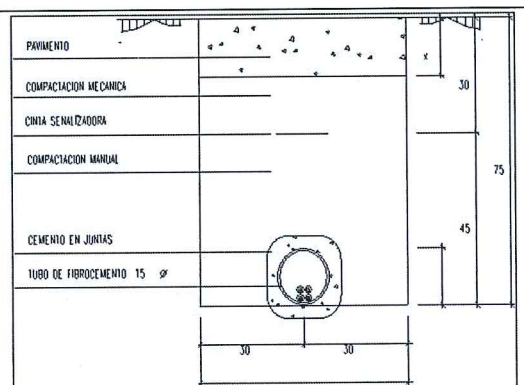 PAVIMENTO
COMPACTACION MECANICA
CINTA SENALIZADORA
COMPACTACION MANUAL
CEMENTO EN JUNTAS
TUBO DE FIBROCEMENTO 15 Ø
x
30
75
45
30 30